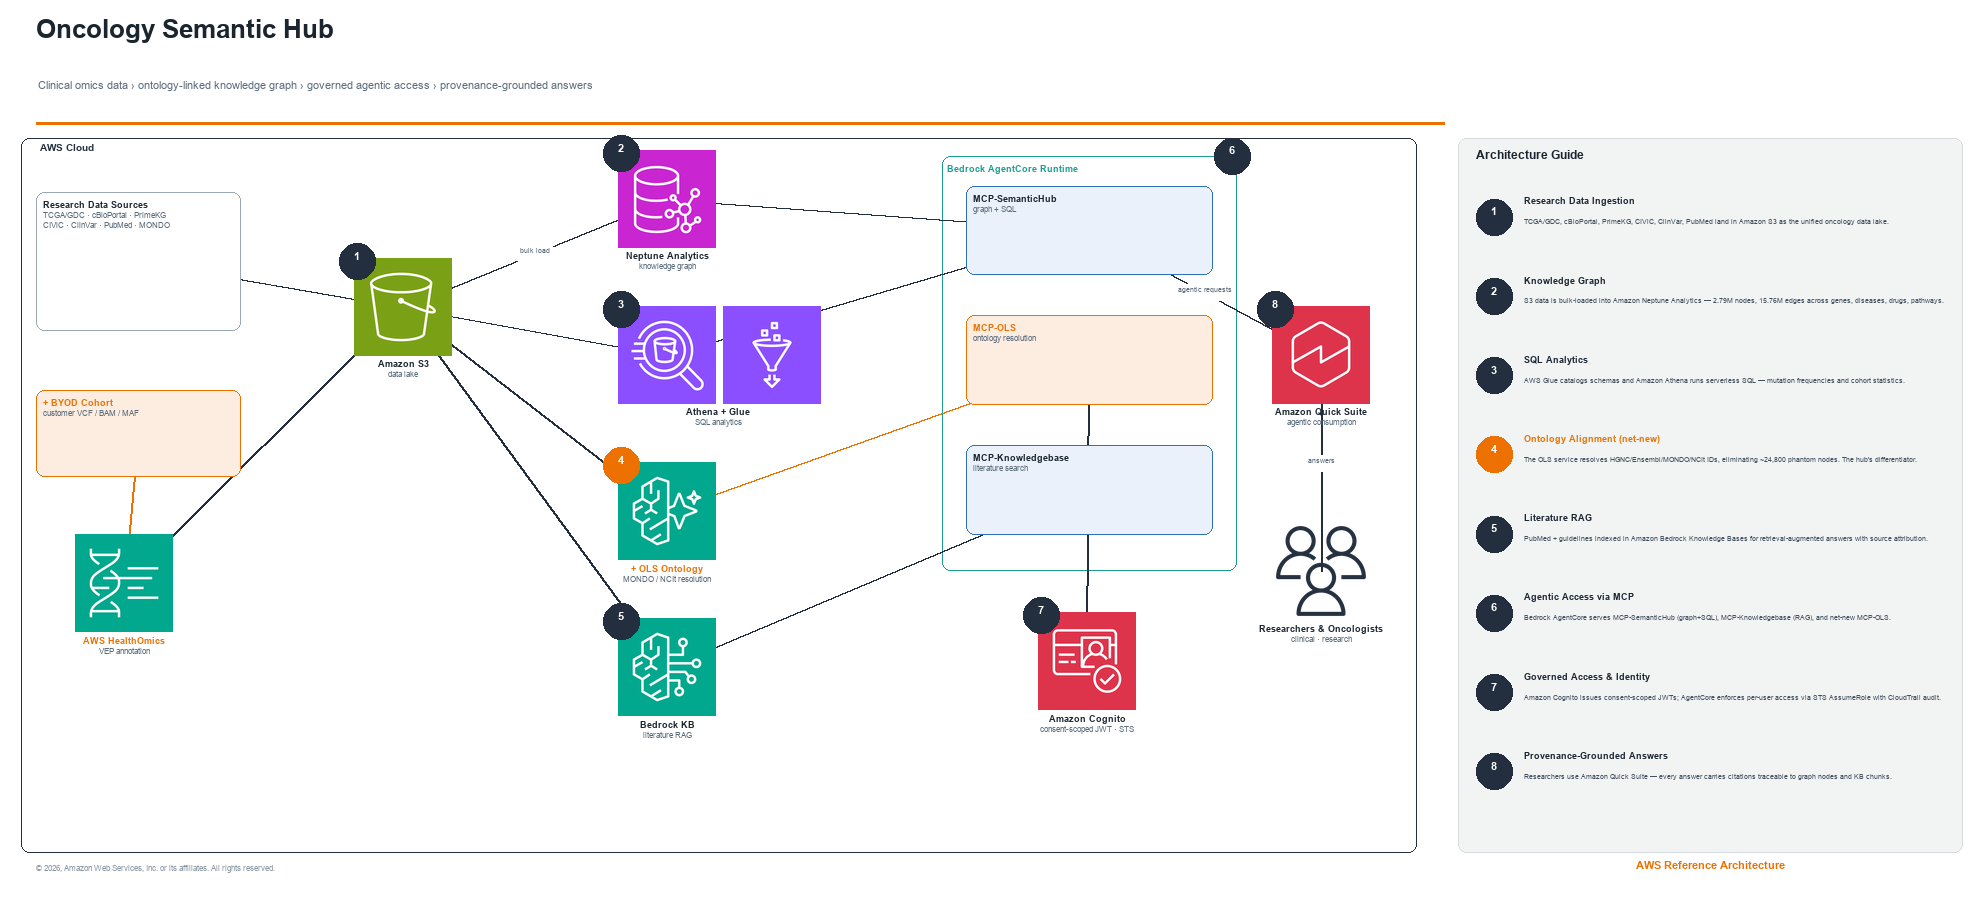 Oncology Semantic Hub
Clinical omics data › ontology-linked knowledge graph › governed agentic access › provenance-grounded answers
AWS Cloud
Research Data Sources
TCGA/GDC · cBioPortal · PrimeKG
CIViC · ClinVar · PubMed · MONDO
+ BYOD Cohort
customer VCF / BAM / MAF
AWS HealthOmics
VEP annotation
1
Amazon S3
data lake
bulk load
2
Neptune Analytics
knowledge graph
3
Athena + Glue
SQL analytics
4
+ OLS Ontology
MONDO / NCIt resolution
5
Bedrock KB
literature RAG
6
Bedrock AgentCore Runtime
MCP-SemanticHub
graph + SQL
MCP-OLS
ontology resolution
MCP-Knowledgebase
literature search
7
Amazon Cognito
consent-scoped JWT · STS
agentic requests
8
Amazon Quick Suite
agentic consumption
answers
Researchers & Oncologists
clinical · research
Architecture Guide
1
Research Data Ingestion
TCGA/GDC, cBioPortal, PrimeKG, CIViC, ClinVar, PubMed land in Amazon S3 as the unified oncology data lake.
2
Knowledge Graph
S3 data is bulk-loaded into Amazon Neptune Analytics — 2.79M nodes, 15.76M edges across genes, diseases, drugs, pathways.
3
SQL Analytics
AWS Glue catalogs schemas and Amazon Athena runs serverless SQL — mutation frequencies and cohort statistics.
4
Ontology Alignment (net-new)
The OLS service resolves HGNC/Ensembl/MONDO/NCIt IDs, eliminating ~24,800 phantom nodes. The hub's differentiator.
5
Literature RAG
PubMed + guidelines indexed in Amazon Bedrock Knowledge Bases for retrieval-augmented answers with source attribution.
6
Agentic Access via MCP
Bedrock AgentCore serves MCP-SemanticHub (graph+SQL), MCP-Knowledgebase (RAG), and net-new MCP-OLS.
7
Governed Access & Identity
Amazon Cognito issues consent-scoped JWTs; AgentCore enforces per-user access via STS AssumeRole with CloudTrail audit.
8
Provenance-Grounded Answers
Researchers use Amazon Quick Suite — every answer carries citations traceable to graph nodes and KB chunks.
© 2026, Amazon Web Services, Inc. or its affiliates. All rights reserved.
AWS Reference Architecture